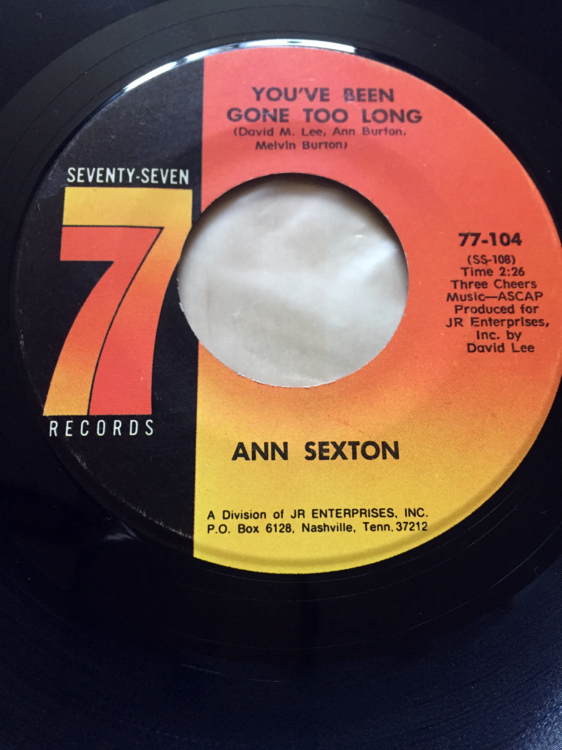 YOU'VE BEEN
GONE TOO LONG
(David M. Lee, Ann Burton,
Melvin Burton)
SEVENTY-SEVEN
77
RECORDS
77-104
(SS-108)
Time 2:26
Three Cheers
Music—ASCAP
Produced for
JR Enterprises,
Inc. by
David Lee
ANN SEXTON
A Division of JR ENTERPRISES, INC.
P.O. Box 6128, Nashville, Tenn. 37212